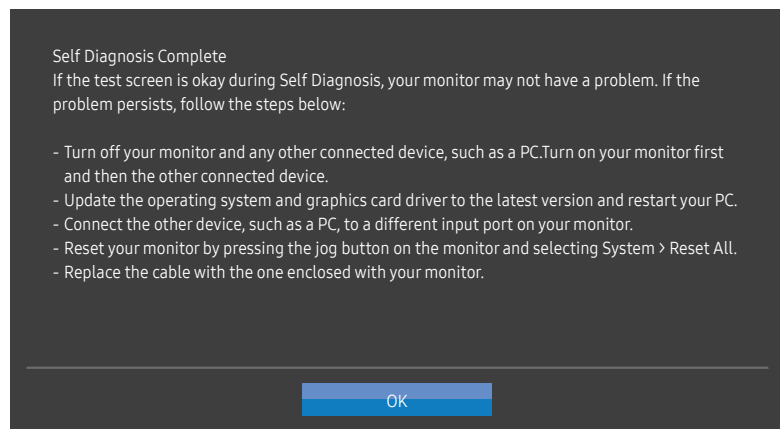 Self Diagnosis Complete
If the test screen is okay during Self Diagnosis, your monitor may not have a problem. If the
problem persists, follow the steps below:
- Turn off your monitor and any other connected device, such as a PC.Turn on your monitor first
and then the other connected device.
- Update the operating system and graphics card driver to the latest version and restart your PC.
- Connect the other device, such as a PC, to a different input port on your monitor.
- Reset your monitor by pressing the jog button on the monitor and selecting System > Reset All.
- Replace the cable with the one enclosed with your monitor.
OK